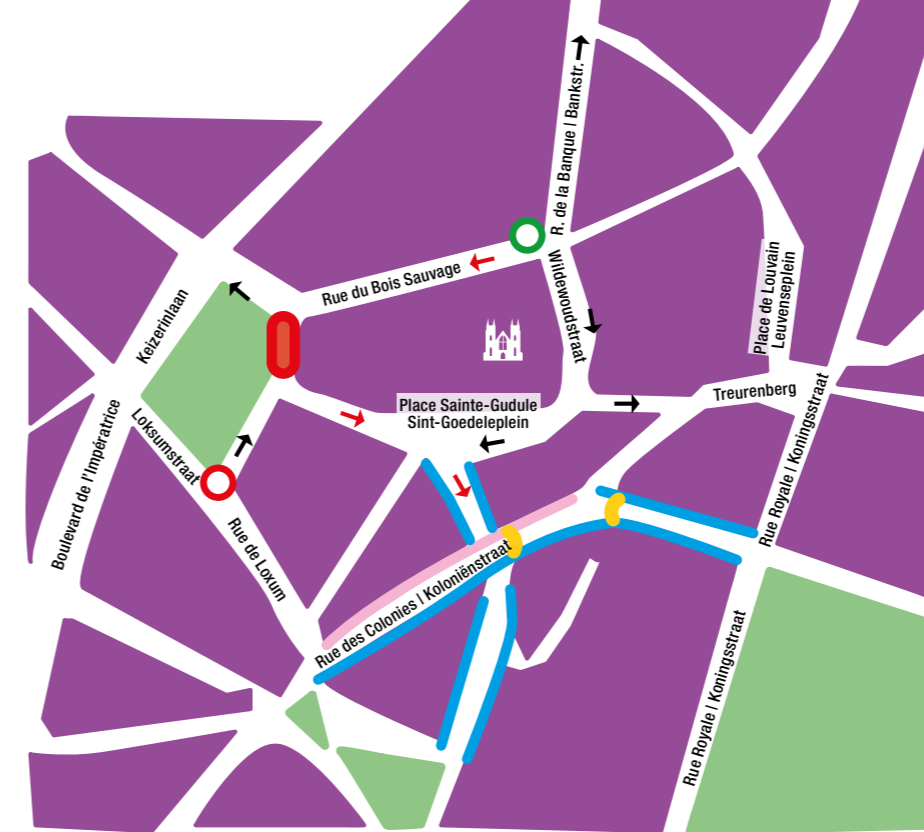 R. de la Banque | Bankstr.
Rue du Bois Sauvage
Wildewoudstraat
Place de Louvain
Leuvenseplein
Keizerinlaan
Boulevard de l'Impératrice
Loksumstraat
Rue de Loxum
Place Sainte-Gudule
Sint-Goedeleplein
Treurenberg
Rue Royale | Koningsstraat
Rue des Colonies | Koloniënstraat
Rue Royale | Koningsstraat